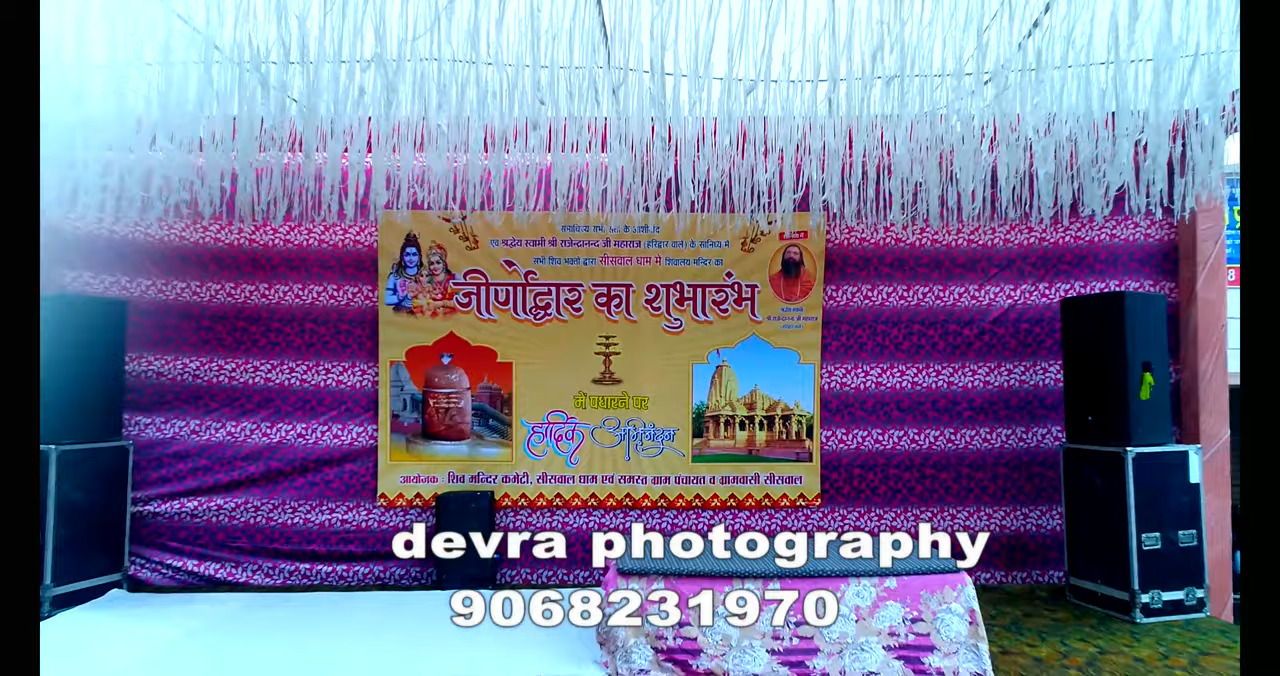 एवं श्रद्धेय स्वामी श्री राजेन्द्रानन्द जी महाराज (हरिद्वार वाले) के सानिध्य में
सभी शिव भक्तों द्वारा सीसवाल धाम में शिवालय मन्दिर का
जीर्णोद्धार का शुभारंभ
में पधारने पर
हार्दिक अभिनंदन
आयोजक : शिव मन्दिर कमेटी, सीसवाल धाम एवं समस्त ग्राम पंचायत व ग्रामवासी सीसवाल
devra photography
9068231970